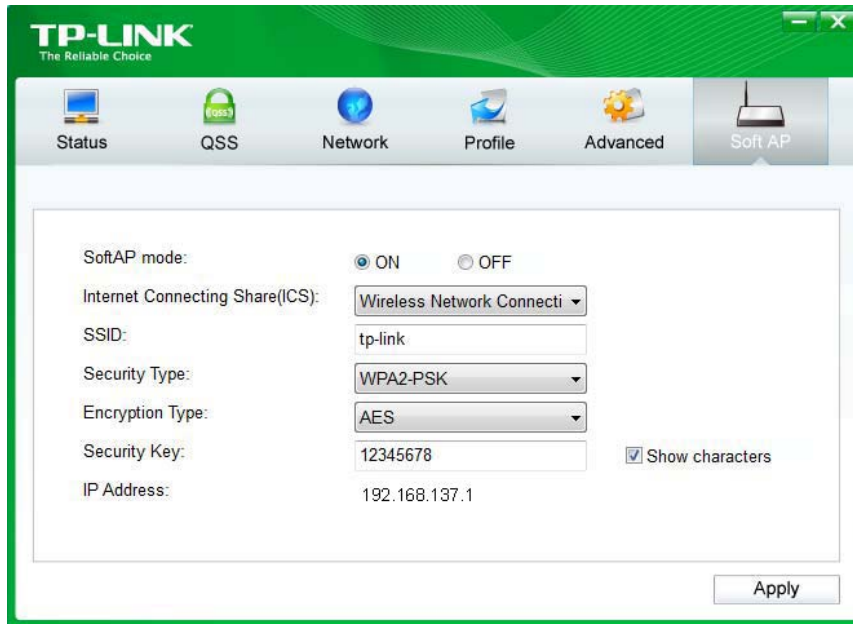 TP-LINK
The Reliable Choice
Status QSS Network Profile Advanced Soft AP
SoftAP mode: ON OFF
Internet Connecting Share(ICS): Wireless Network Connecti
SSID: tp-link
Security Type: WPA2-PSK
Encryption Type: AES
Security Key: 12345678 Show characters
IP Address: 192.168.137.1
Apply